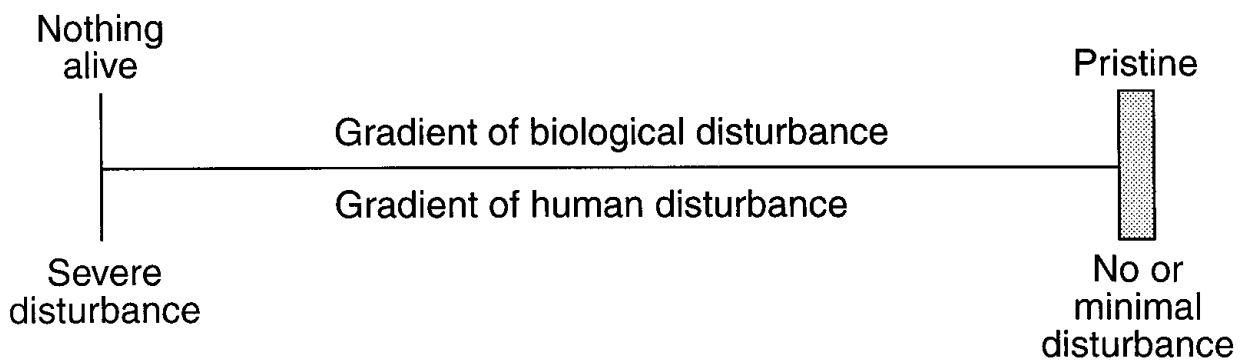 Nothing
alive
Pristine
Gradient of biological disturbance
Gradient of human disturbance
Severe
disturbance
No or
minimal
disturbance